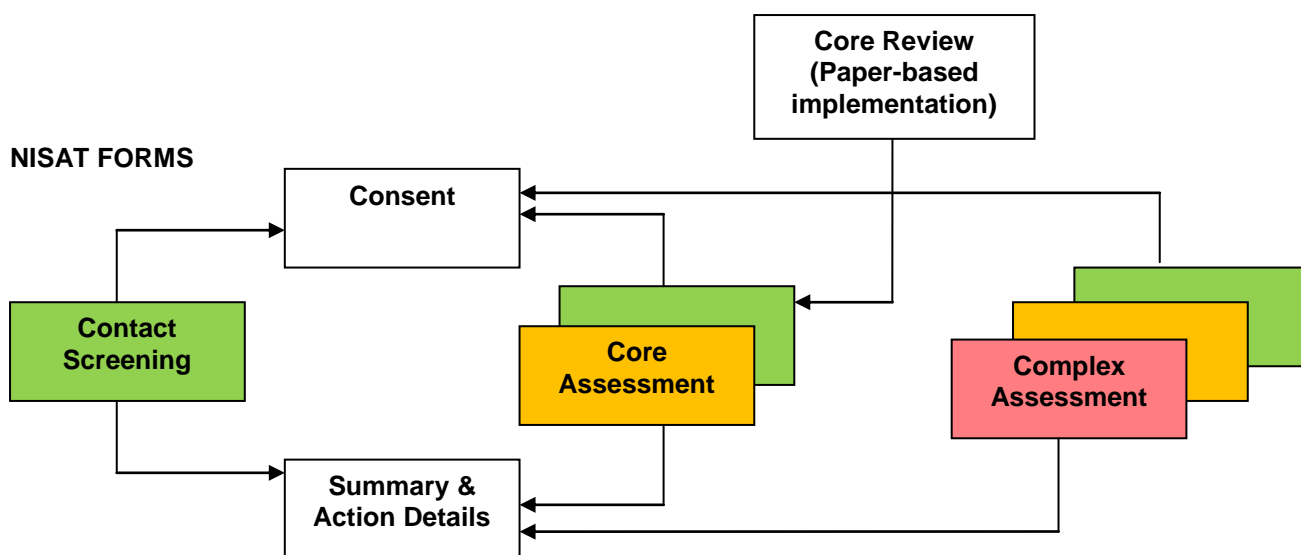 Core Review
(Paper-based
implementation)
NISAT FORMS
Consent
Contact
Screening
Core
Assessment
Complex
Assessment
Summary &
Action Details